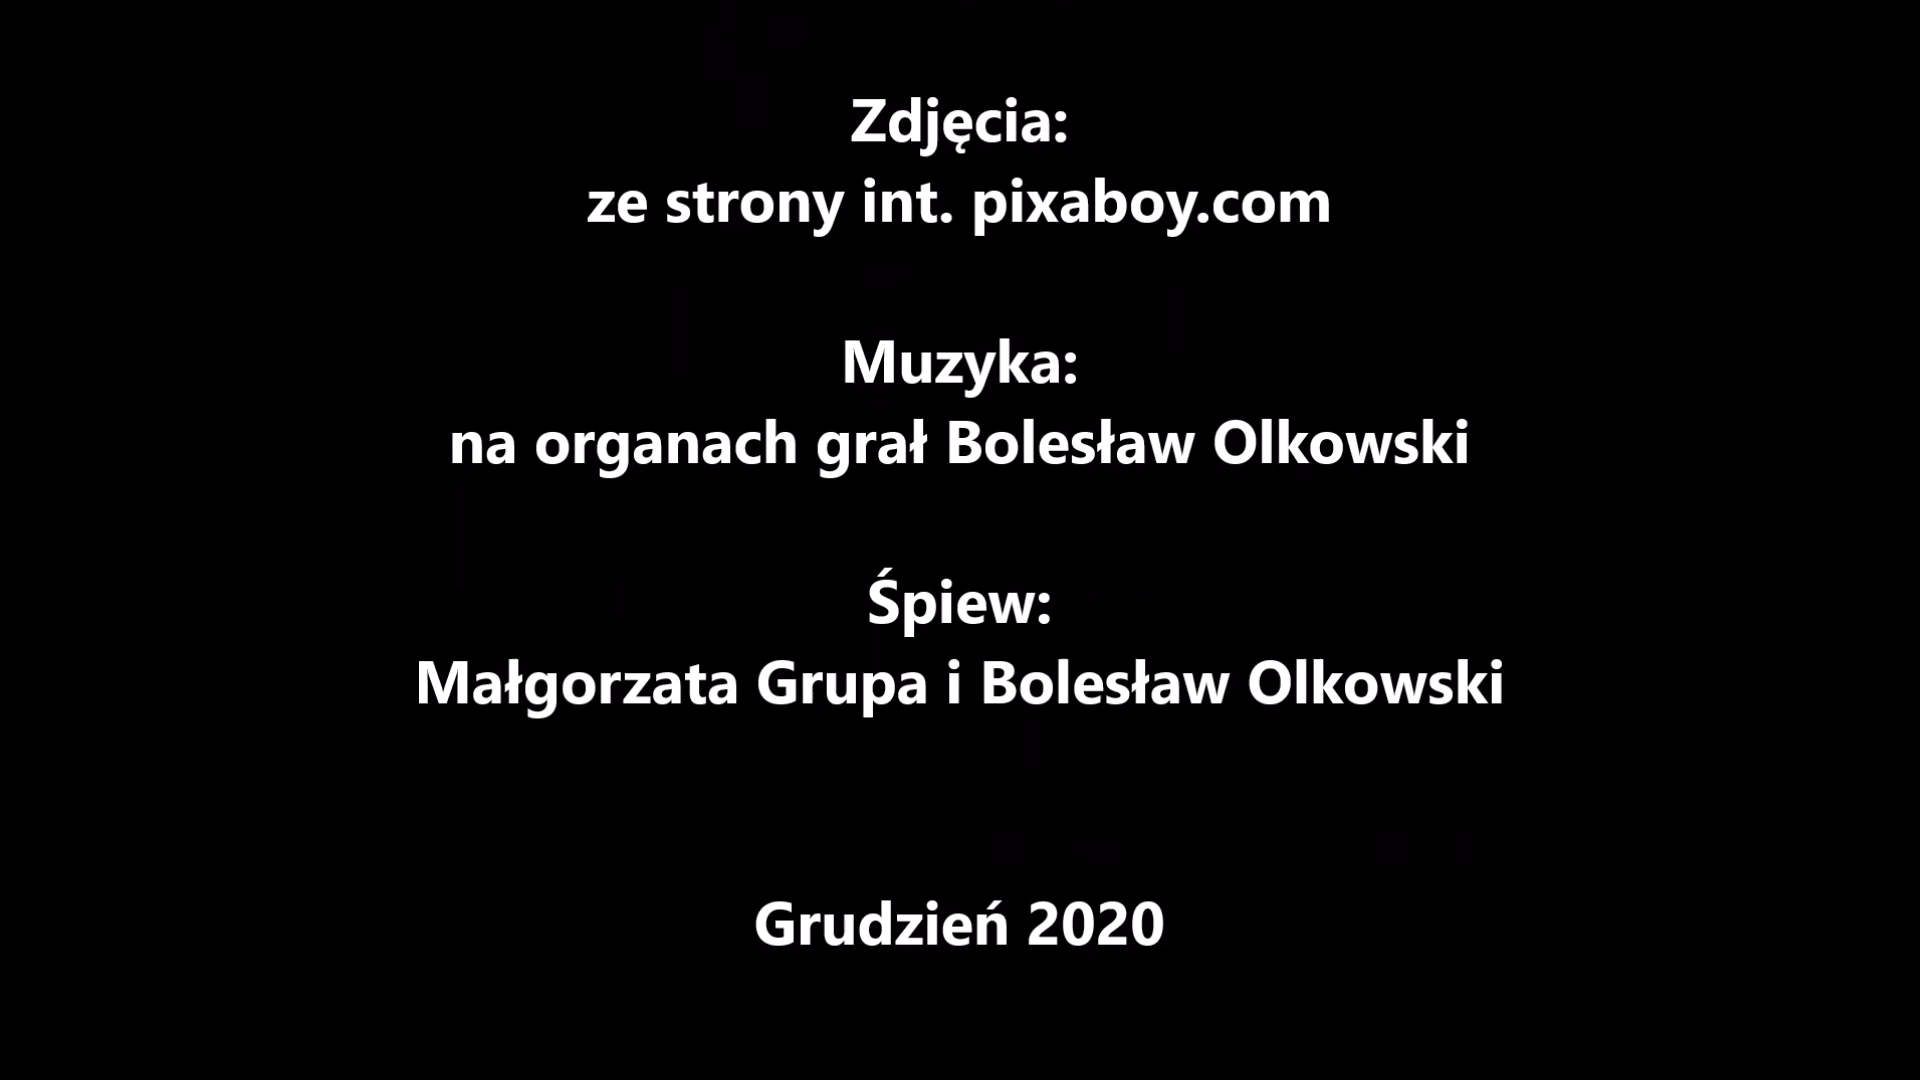 Zdjęcia:
ze strony int. pixaboy.com
Muzyka:
na organach grał Bolesław Olkowski
Śpiew:
Małgorzata Grupa i Bolesław Olkowski
Grudzień 2020